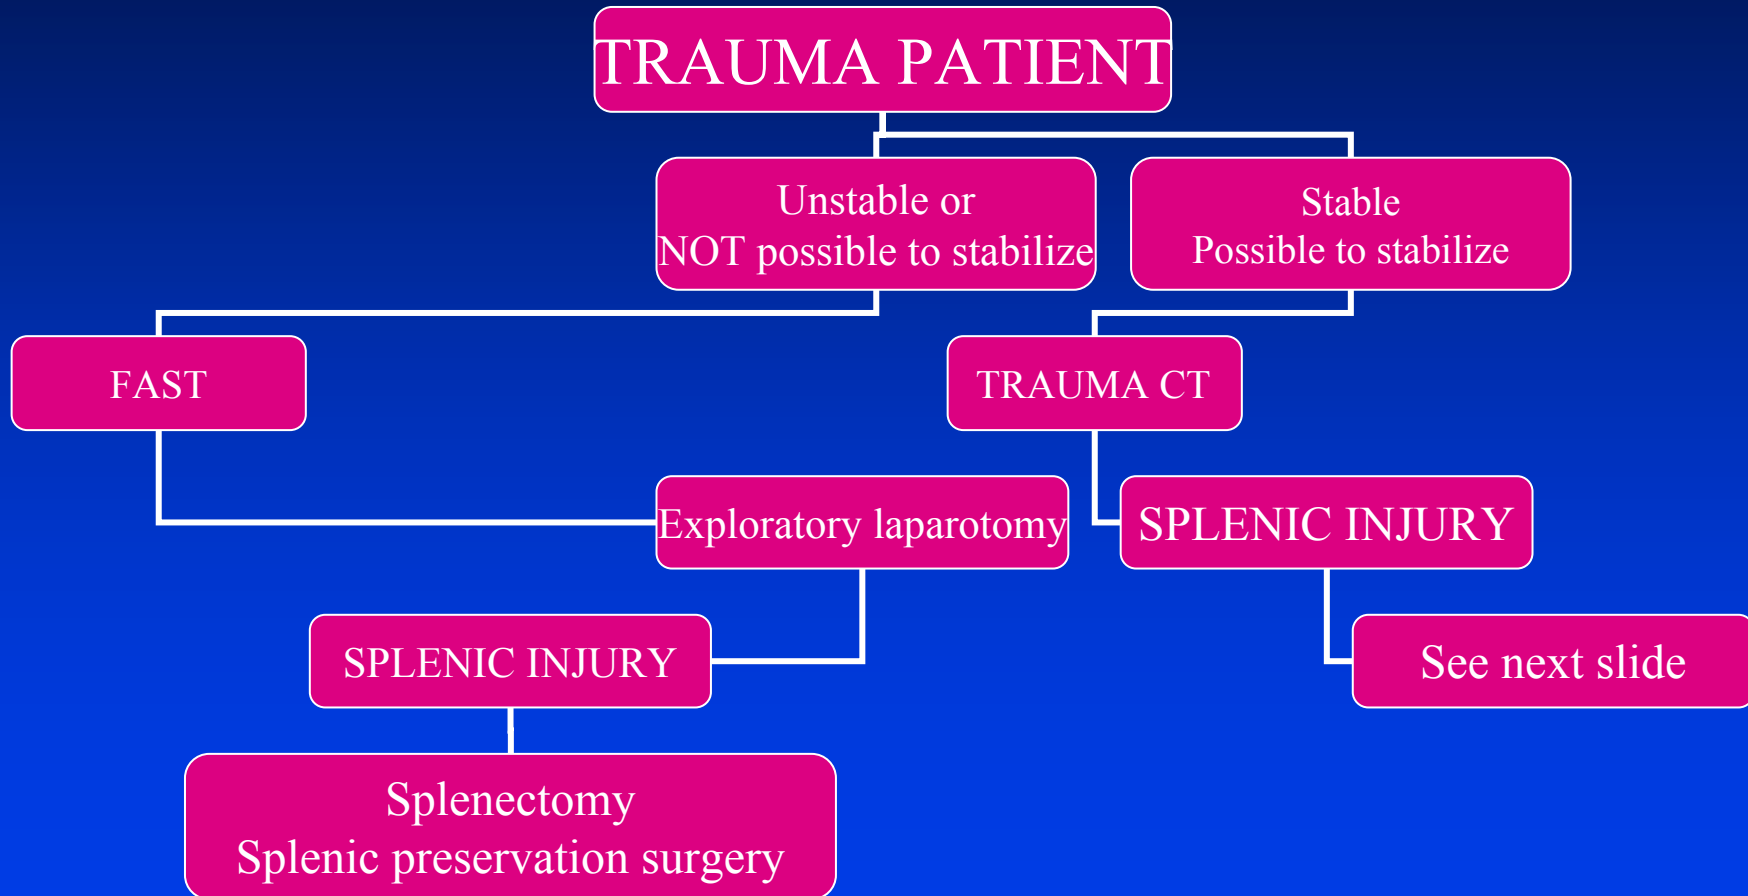 TRAUMA PATIENT
Unstable or
NOT possible to stabilize
Stable
Possible to stabilize
FAST
TRAUMA CT
Exploratory laparotomy
SPLENIC INJURY
SPLENIC INJURY
See next slide
Splenectomy
Splenic preservation surgery